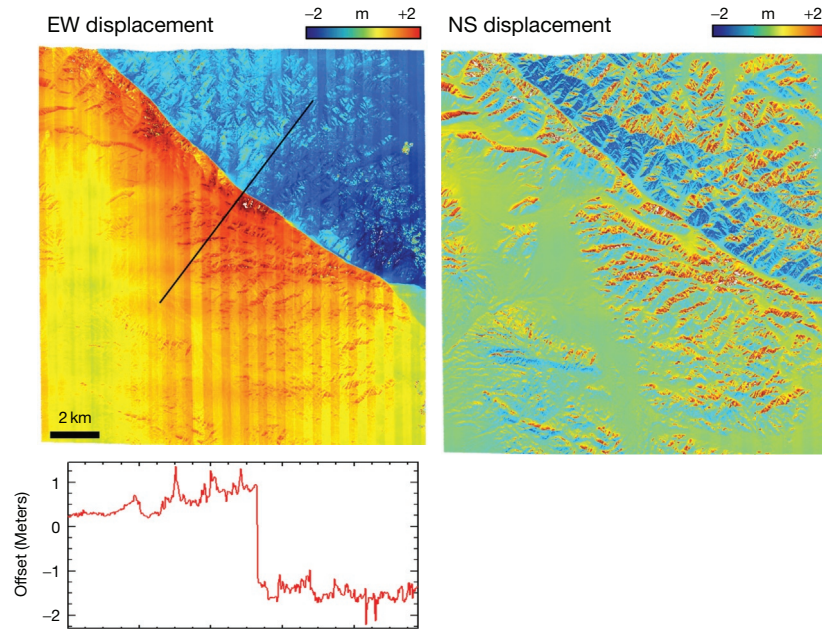 EW displacement
−2 m +2
NS displacement
−2 m +2
2 km
Offset (Meters)
1
0
−1
−2